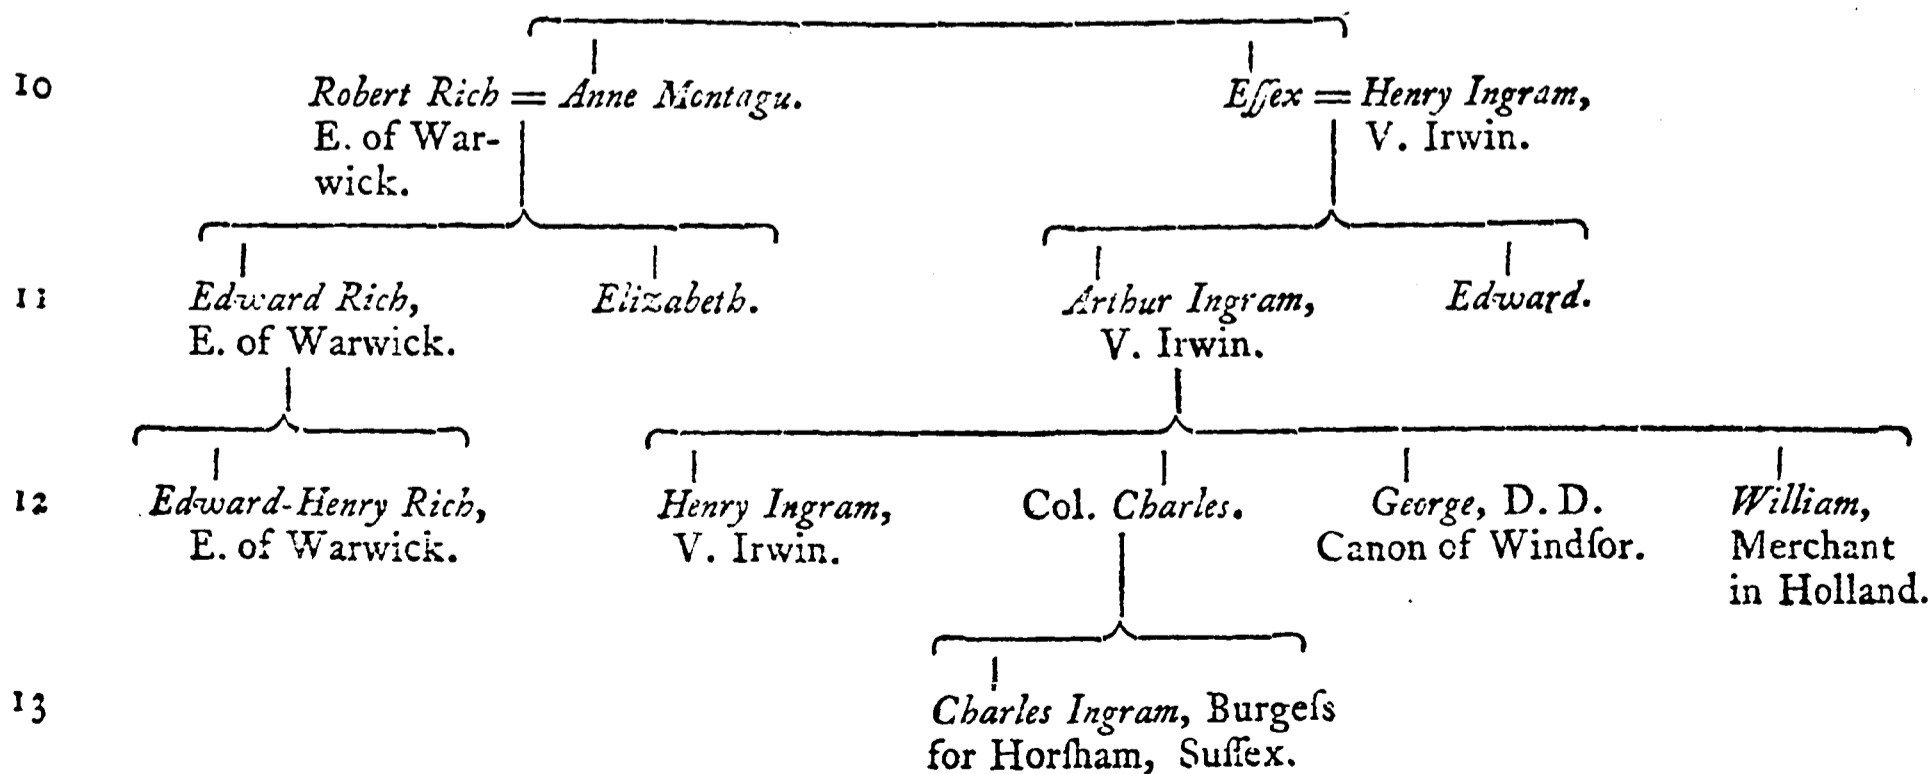 10 Robert Rich = Anne Montagu. Eſſex = Henry Ingram,
E. of War- V. Irwin.
wick.
11 Edward Rich, Elizabeth. Arthur Ingram, Edward.
E. of Warwick. V. Irwin.
12 Edward-Henry Rich, Henry Ingram, Col. Charles. George, D. D. William,
E. of Warwick. V. Irwin. Canon of Windſor. Merchant
in Holland.
13 Charles Ingram, Burgeſs
for Horſham, Suſſex.